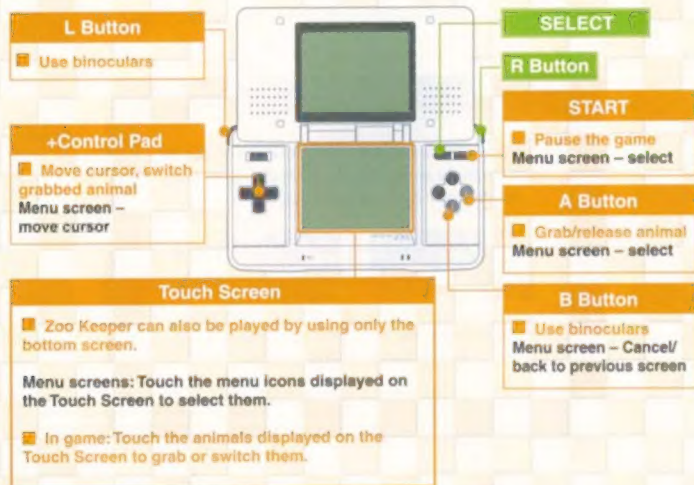 L Button
Use binoculars
+Control Pad
Move cursor, switch
grabbed animal
Menu screen –
move cursor
SELECT
R Button
START
Pause the game
Menu screen – select
A Button
Grab/release animal
Menu screen – select
B Button
Use binoculars
Menu screen – Cancel/
back to previous screen
Touch Screen
Zoo Keeper can also be played by using only the
bottom screen.
Menu screens: Touch the menu icons displayed on
the Touch Screen to select them.
In game: Touch the animals displayed on the
Touch Screen to grab or switch them.